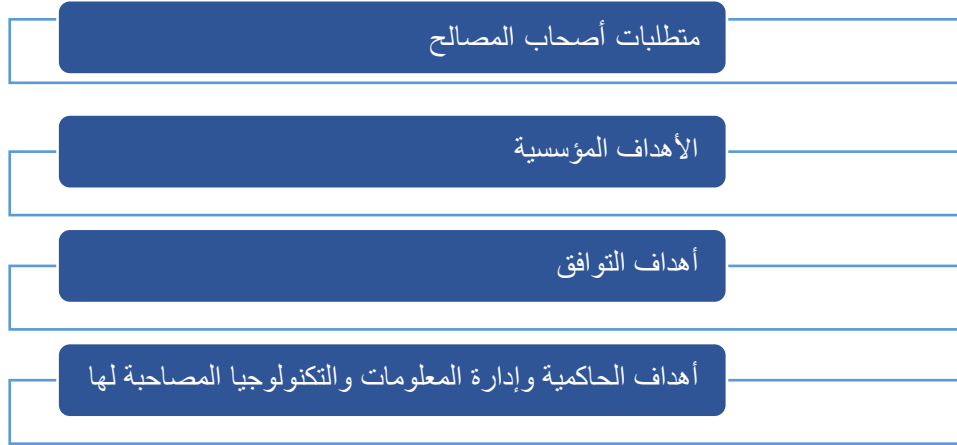 متطلبات أصحاب المصالح
الأهداف المؤسسية
أهداف التوافق
أهداف الحاكمية وإدارة المعلومات والتكنولوجيا المصاحبة لها